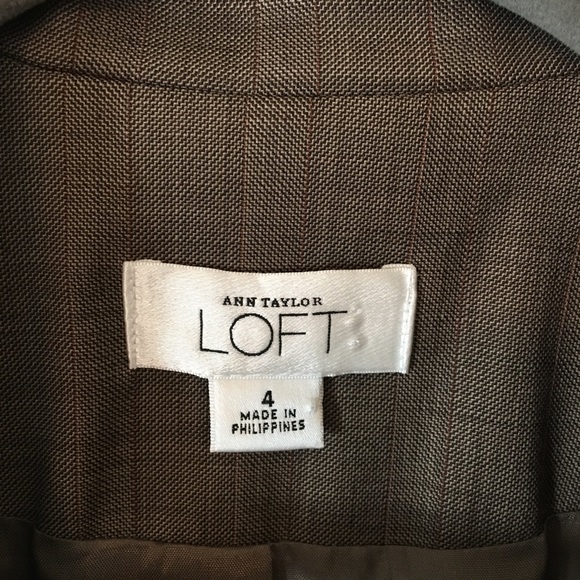 ANN TAYLOR
LOFT
4
MADE IN
PHILIPPINES